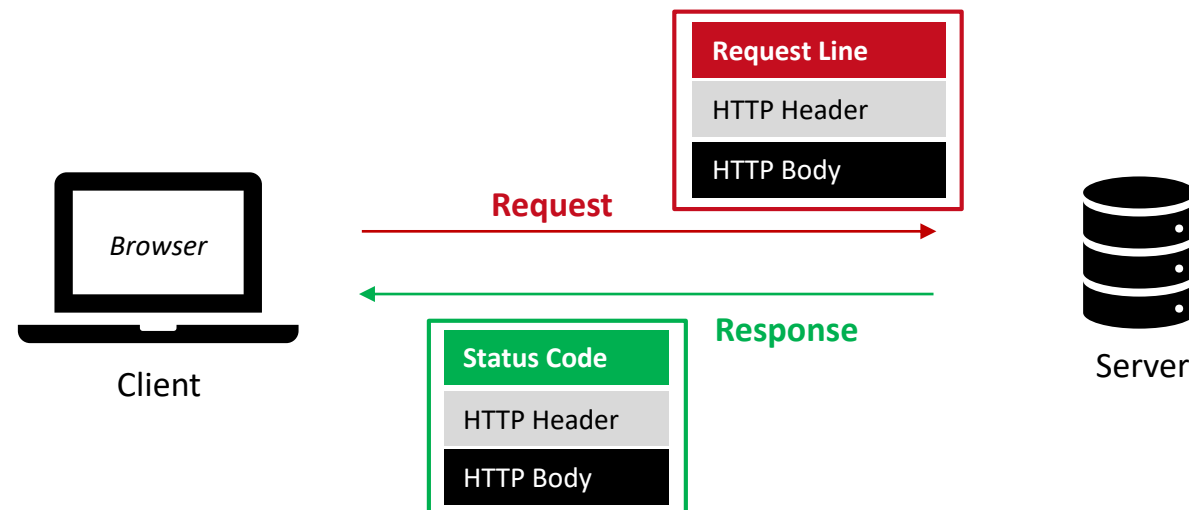 Request Line
HTTP Header
HTTP Body
Request
Browser
Response
Status Code
HTTP Header
HTTP Body
Client
Server